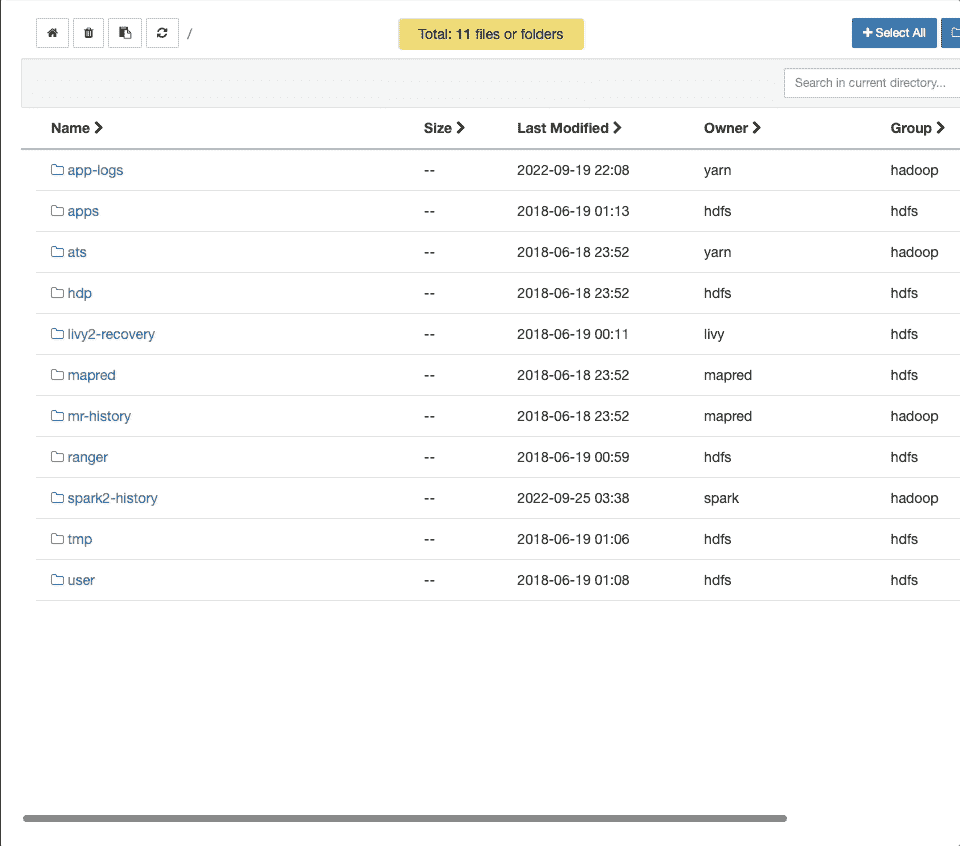 / Total: 11 files or folders Select All
Search in current directory...
Name Size Last Modified Owner Group
app-logs -- 2022-09-19 22:08 yarn hadoop
apps -- 2018-06-19 01:13 hdfs hdfs
ats -- 2018-06-18 23:52 yarn hadoop
hdp -- 2018-06-18 23:52 hdfs hdfs
livy2-recovery -- 2018-06-19 00:11 livy hdfs
mapred -- 2018-06-18 23:52 mapred hdfs
mr-history -- 2018-06-18 23:52 mapred hadoop
ranger -- 2018-06-19 00:59 hdfs hdfs
spark2-history -- 2022-09-25 03:38 spark hadoop
tmp -- 2018-06-19 01:06 hdfs hdfs
user -- 2018-06-19 01:08 hdfs hdfs